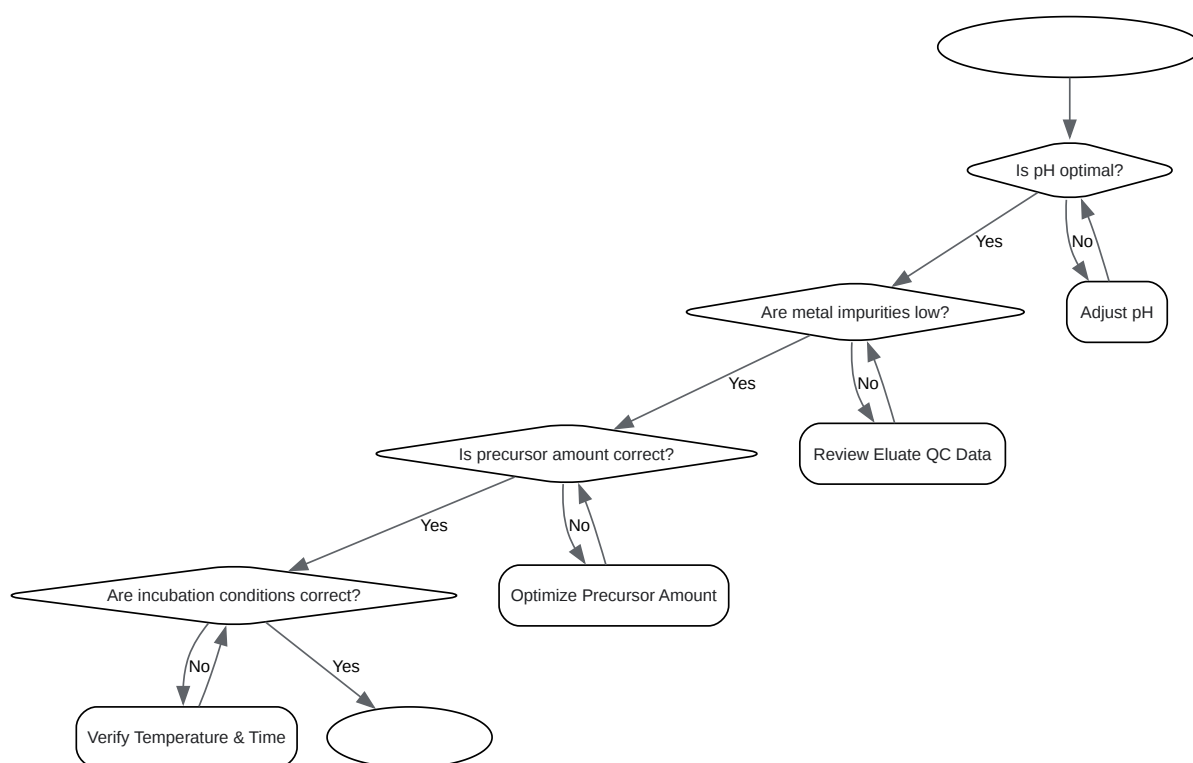 Is pH optimal?
Yes
No
Adjust pH
Are metal impurities low?
Yes
No
Review Eluate QC Data
Is precursor amount correct?
Yes
No
Optimize Precursor Amount
Are incubation conditions correct?
No
Yes
Verify Temperature & Time